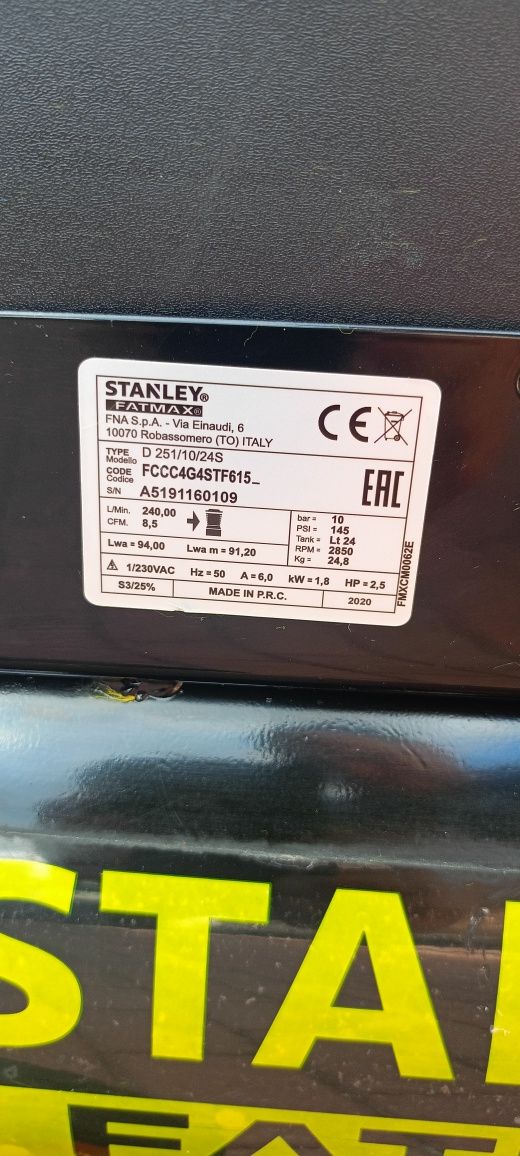 STANLEY®
FATMAX®
FNA S.p.A. - Via Einaudi, 6
10070 Robassomero (TO) ITALY
CE
TYPE Modello D 251/10/24S
CODE Codice FCCC4G4STF615_
S/N A5191160109
EAC
L/Min. 240,00
CFM. 8,5
bar = 10
PSI = 145
Tank = Lt 24
RPM = 2850
Kg = 24,8
Lwa = 94,00 Lwa m = 91,20
1/230VAC Hz = 50 A = 6,0 kW = 1,8 HP = 2,5
S3/25% MADE IN P.R.C. 2020
FMXCM0062E
STAN
FAT